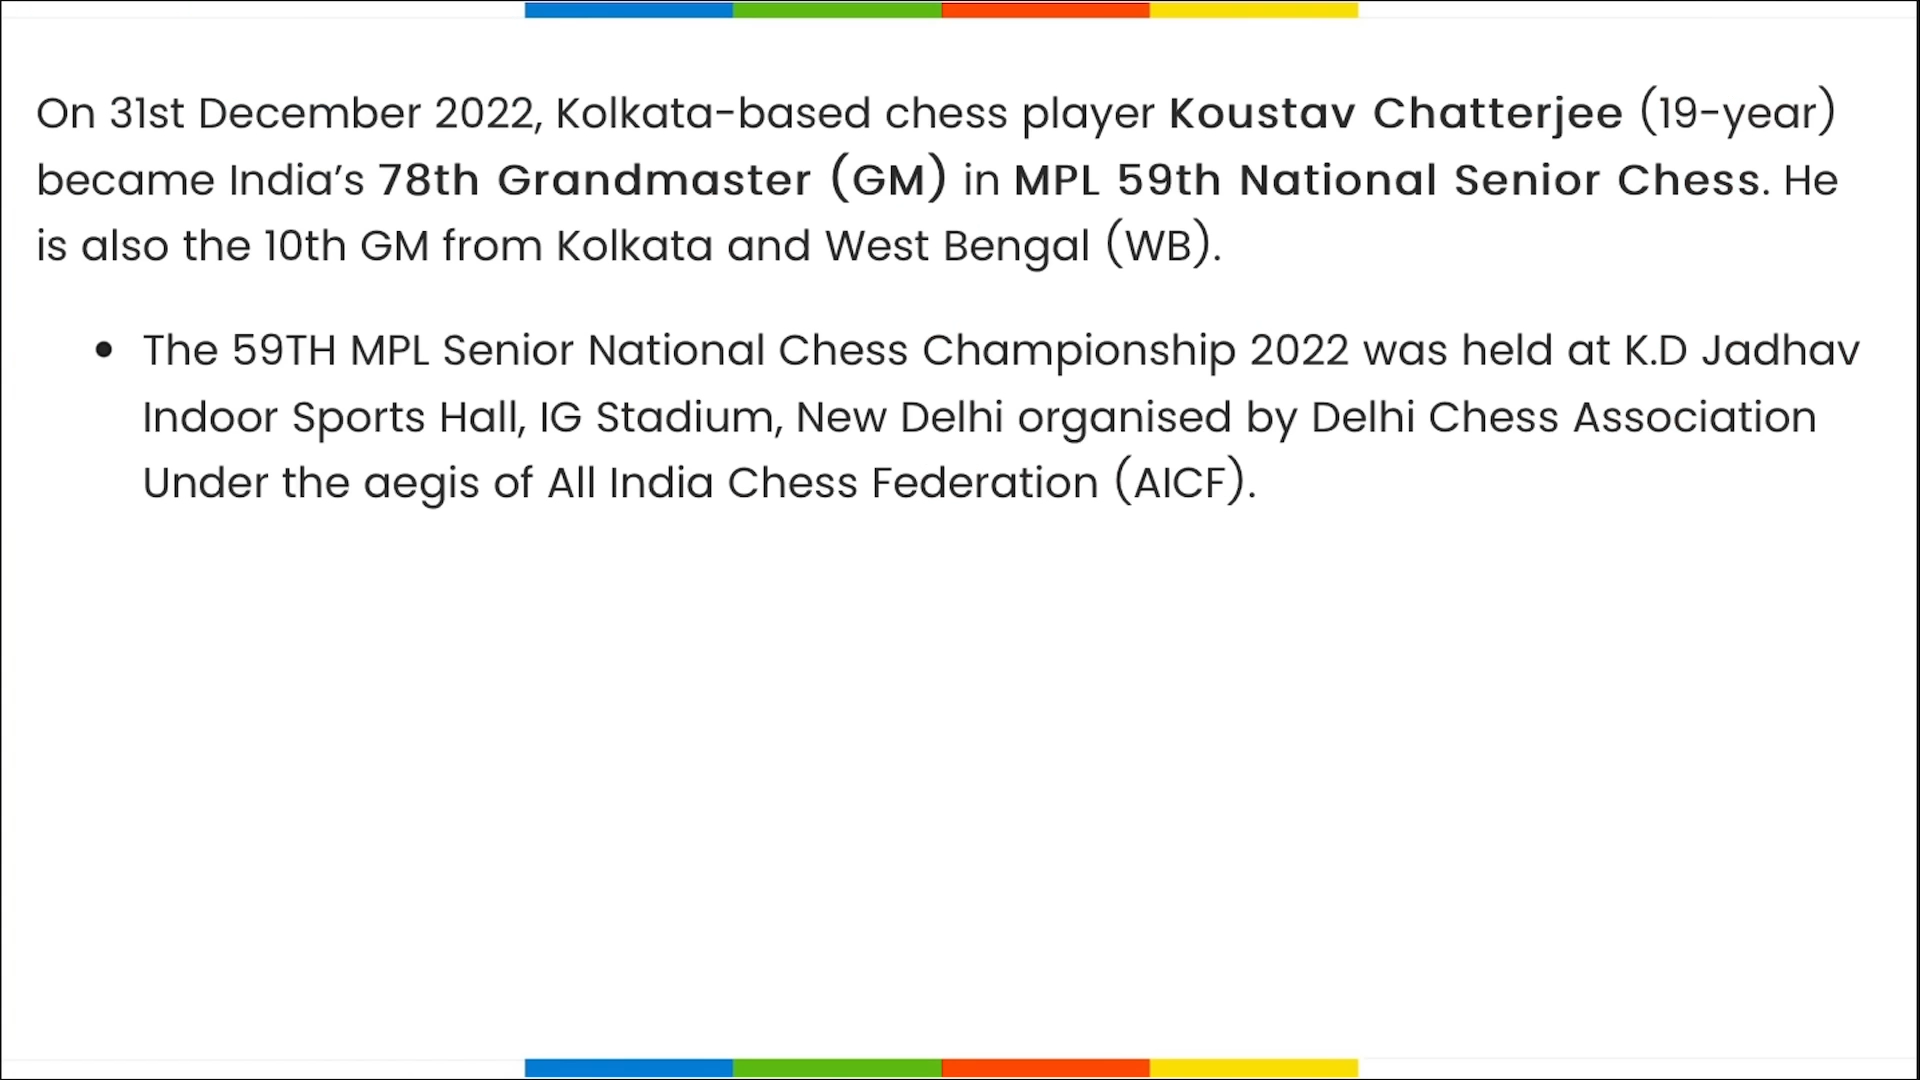 On 31st December 2022, Kolkata-based chess player Koustav Chatterjee (19-year)
became India’s 78th Grandmaster (GM) in MPL 59th National Senior Chess. He
is also the 10th GM from Kolkata and West Bengal (WB).
• The 59TH MPL Senior National Chess Championship 2022 was held at K.D Jadhav
Indoor Sports Hall, IG Stadium, New Delhi organised by Delhi Chess Association
Under the aegis of All India Chess Federation (AICF).